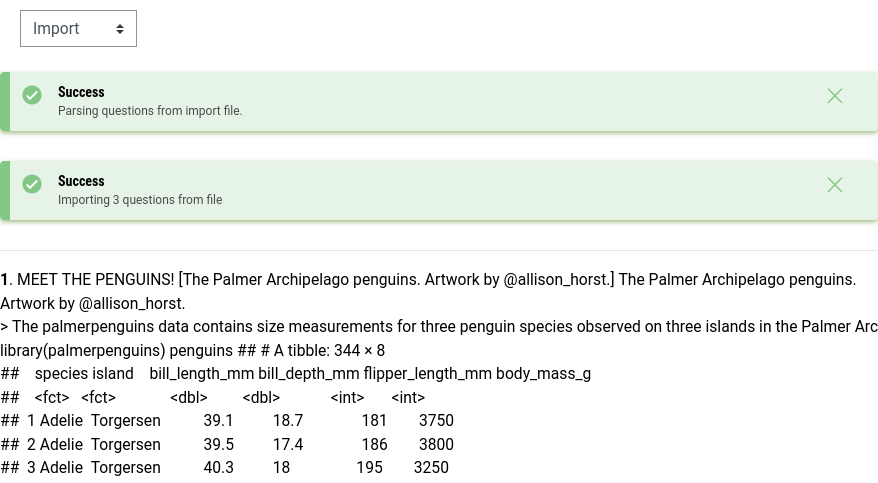 Import
Success
Parsing questions from import file.
Success
Importing 3 questions from file
1. MEET THE PENGUINS! [The Palmer Archipelago penguins. Artwork by @allison_horst.] The Palmer Archipelago penguins.
Artwork by @allison_horst.
> The palmerpenguins data contains size measurements for three penguin species observed on three islands in the Palmer Arc
library(palmerpenguins) penguins ## # A tibble: 344 × 8
## species island bill_length_mm bill_depth_mm flipper_length_mm body_mass_g
## <fct> <fct> <dbl> <dbl> <int> <int>
## 1 Adelie Torgersen 39.1 18.7 181 3750
## 2 Adelie Torgersen 39.5 17.4 186 3800
## 3 Adelie Torgersen 40.3 18 195 3250